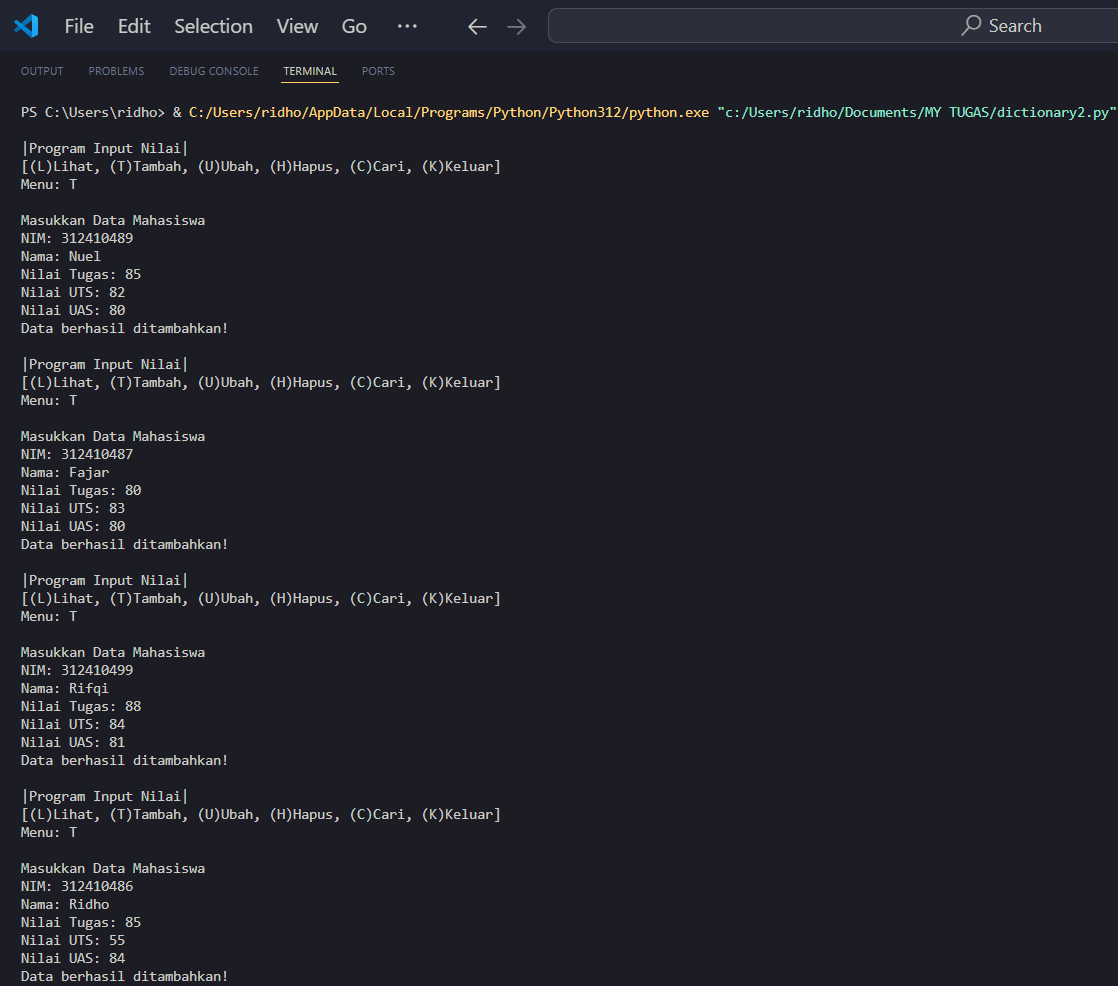 File Edit Selection View Go ··· ← → Search
OUTPUT PROBLEMS DEBUG CONSOLE TERMINAL PORTS
PS C:\Users\ridho> & C:/Users/ridho/AppData/Local/Programs/Python/Python312/python.exe "c:/Users/ridho/Documents/MY TUGAS/dictionary2.py"
|Program Input Nilai|
[(L)Lihat, (T)Tambah, (U)Ubah, (H)Hapus, (C)Cari, (K)Keluar]
Menu: T
Masukkan Data Mahasiswa
NIM: 312410489
Nama: Nuel
Nilai Tugas: 85
Nilai UTS: 82
Nilai UAS: 80
Data berhasil ditambahkan!
|Program Input Nilai|
[(L)Lihat, (T)Tambah, (U)Ubah, (H)Hapus, (C)Cari, (K)Keluar]
Menu: T
Masukkan Data Mahasiswa
NIM: 312410487
Nama: Fajar
Nilai Tugas: 80
Nilai UTS: 83
Nilai UAS: 80
Data berhasil ditambahkan!
|Program Input Nilai|
[(L)Lihat, (T)Tambah, (U)Ubah, (H)Hapus, (C)Cari, (K)Keluar]
Menu: T
Masukkan Data Mahasiswa
NIM: 312410499
Nama: Rifqi
Nilai Tugas: 88
Nilai UTS: 84
Nilai UAS: 81
Data berhasil ditambahkan!
|Program Input Nilai|
[(L)Lihat, (T)Tambah, (U)Ubah, (H)Hapus, (C)Cari, (K)Keluar]
Menu: T
Masukkan Data Mahasiswa
NIM: 312410486
Nama: Ridho
Nilai Tugas: 85
Nilai UTS: 55
Nilai UAS: 84
Data berhasil ditambahkan!